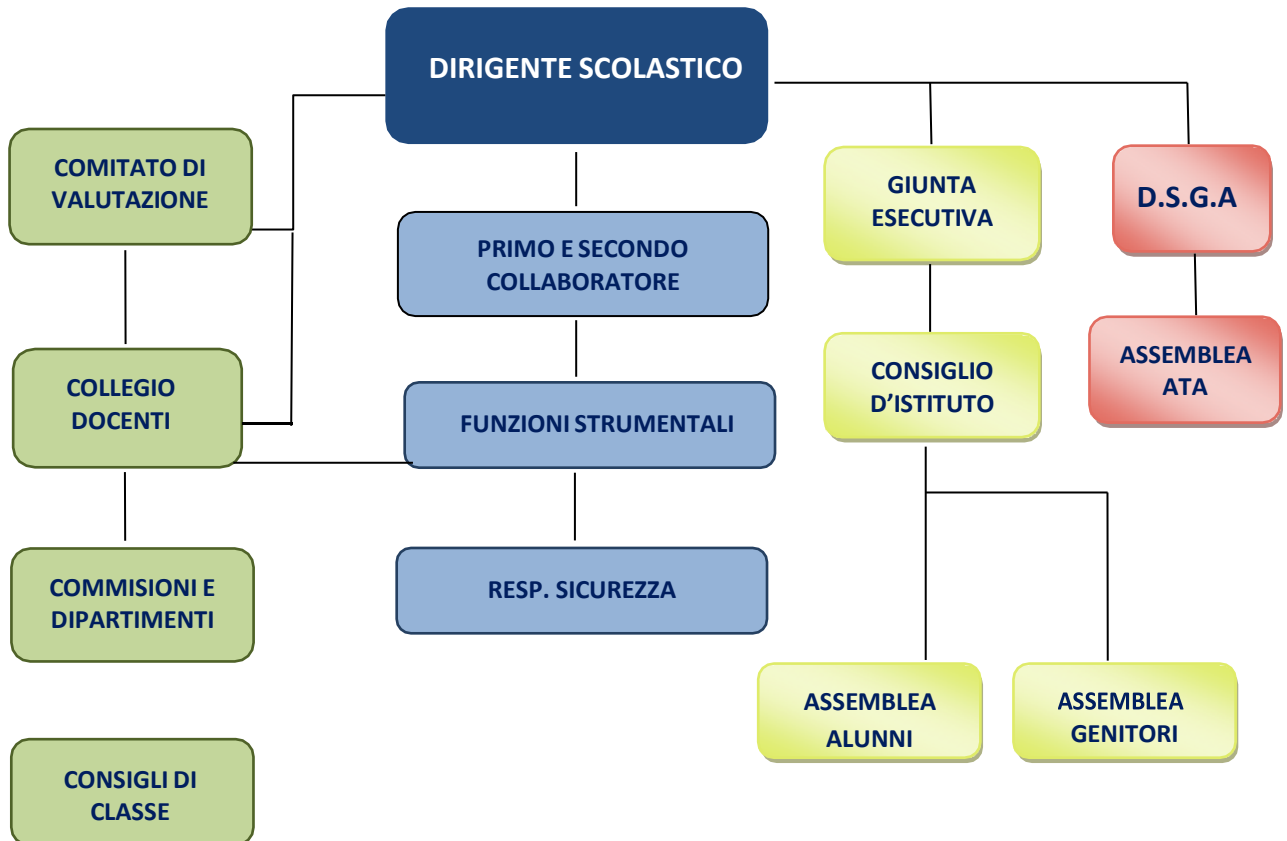 DIRIGENTE SCOLASTICO
COMITATO DI
VALUTAZIONE
GIUNTA
ESECUTIVA
D.S.G.A
PRIMO E SECONDO
COLLABORATORE
COLLEGIO
DOCENTI
FUNZIONI STRUMENTALI
CONSIGLIO
D’ISTITUTO
ASSEMBLEA
ATA
COMMISIONI E
DIPARTIMENTI
RESP. SICUREZZA
ASSEMBLEA
ALUNNI
ASSEMBLEA
GENITORI
CONSIGLI DI
CLASSE